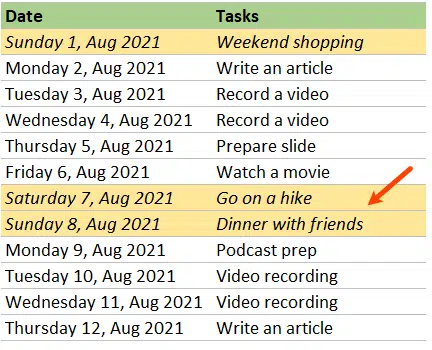 Date Tasks
Sunday 1, Aug 2021 Weekend shopping
Monday 2, Aug 2021 Write an article
Tuesday 3, Aug 2021 Record a video
Wednesday 4, Aug 2021 Record a video
Thursday 5, Aug 2021 Prepare slide
Friday 6, Aug 2021 Watch a movie
Saturday 7, Aug 2021 Go on a hike
Sunday 8, Aug 2021 Dinner with friends
Monday 9, Aug 2021 Podcast prep
Tuesday 10, Aug 2021 Video recording
Wednesday 11, Aug 2021 Video recording
Thursday 12, Aug 2021 Write an article